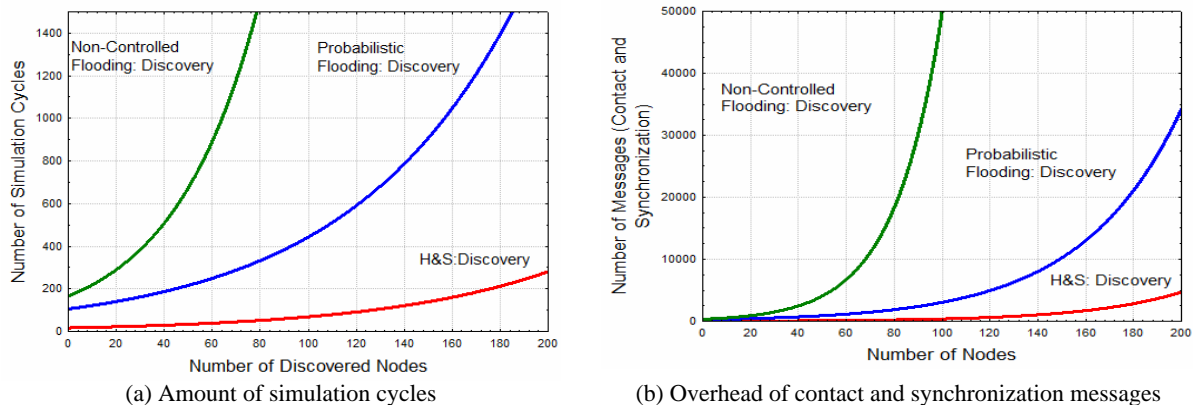 Number of Simulation Cycles
1400
1200
1000
800
600
400
200
0
Non-Controlled
Flooding: Discovery
Probabilistic
Flooding: Discovery
H&S:Discovery
0 20 40 60 80 100 120 140 160 180 200
Number of Discovered Nodes
(a) Amount of simulation cycles
Number of Messages (Contact and
Synchronization)
50000
40000
30000
20000
10000
0
Non-Controlled
Flooding: Discovery
Probabilistic
Flooding: Discovery
H&S: Discovery
0 20 40 60 80 100 120 140 160 180 200
Number of Nodes
(b) Overhead of contact and synchronization messages